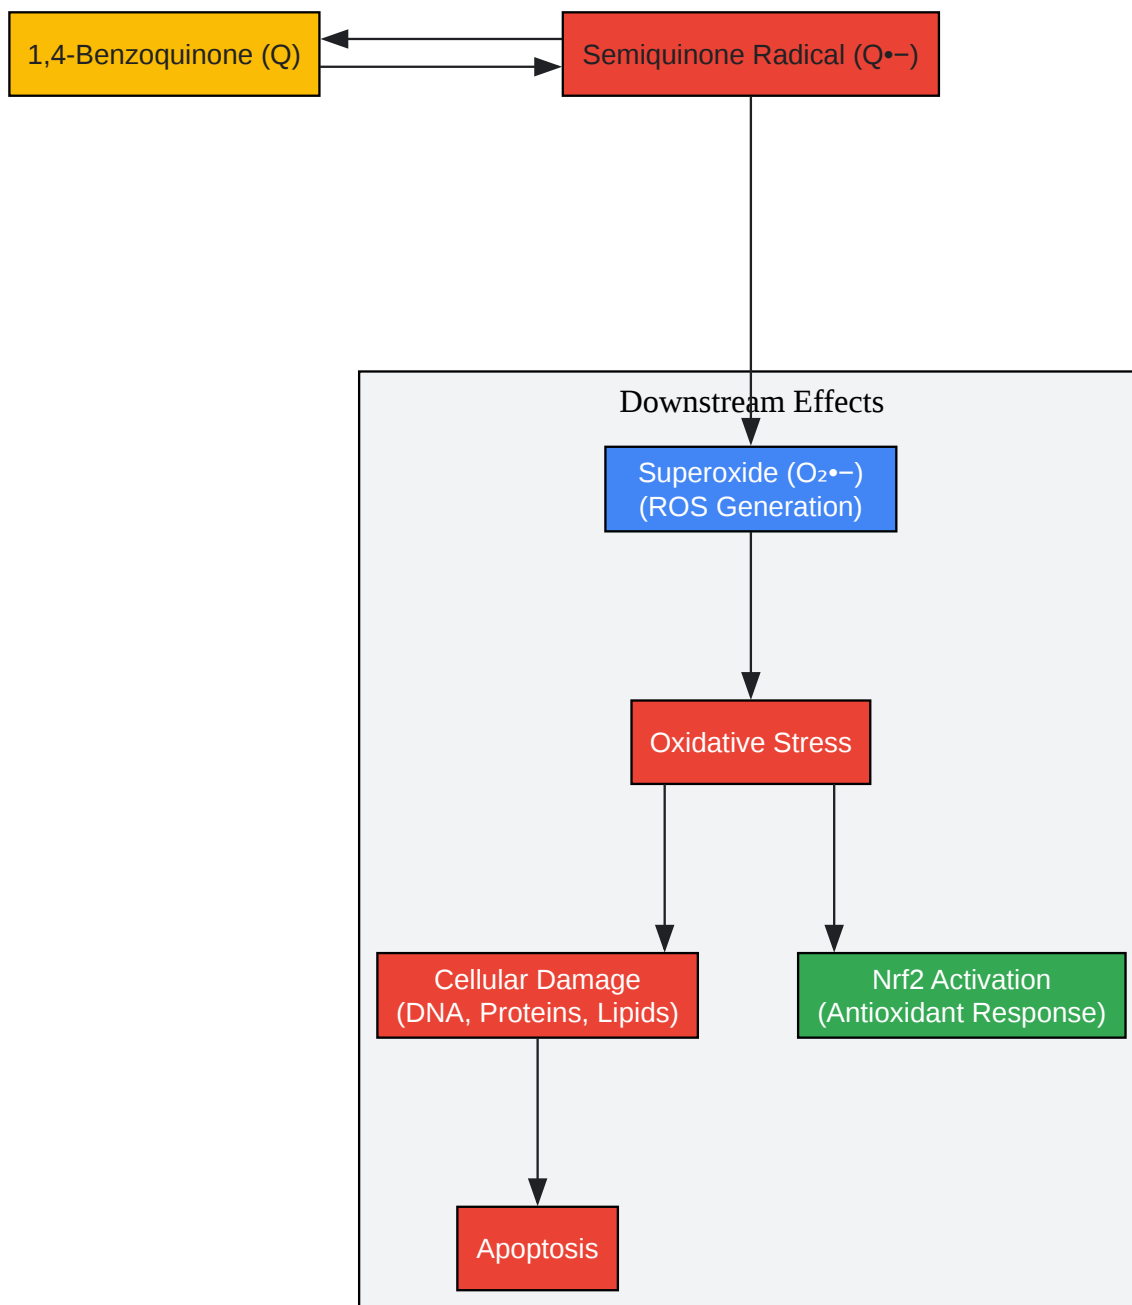 1,4-Benzoquinone (Q)
Semiquinone Radical (Q•−)
Downstream Effects
Superoxide (O₂•−)
(ROS Generation)
Oxidative Stress
Cellular Damage
(DNA, Proteins, Lipids)
Nrf2 Activation
(Antioxidant Response)
Apoptosis